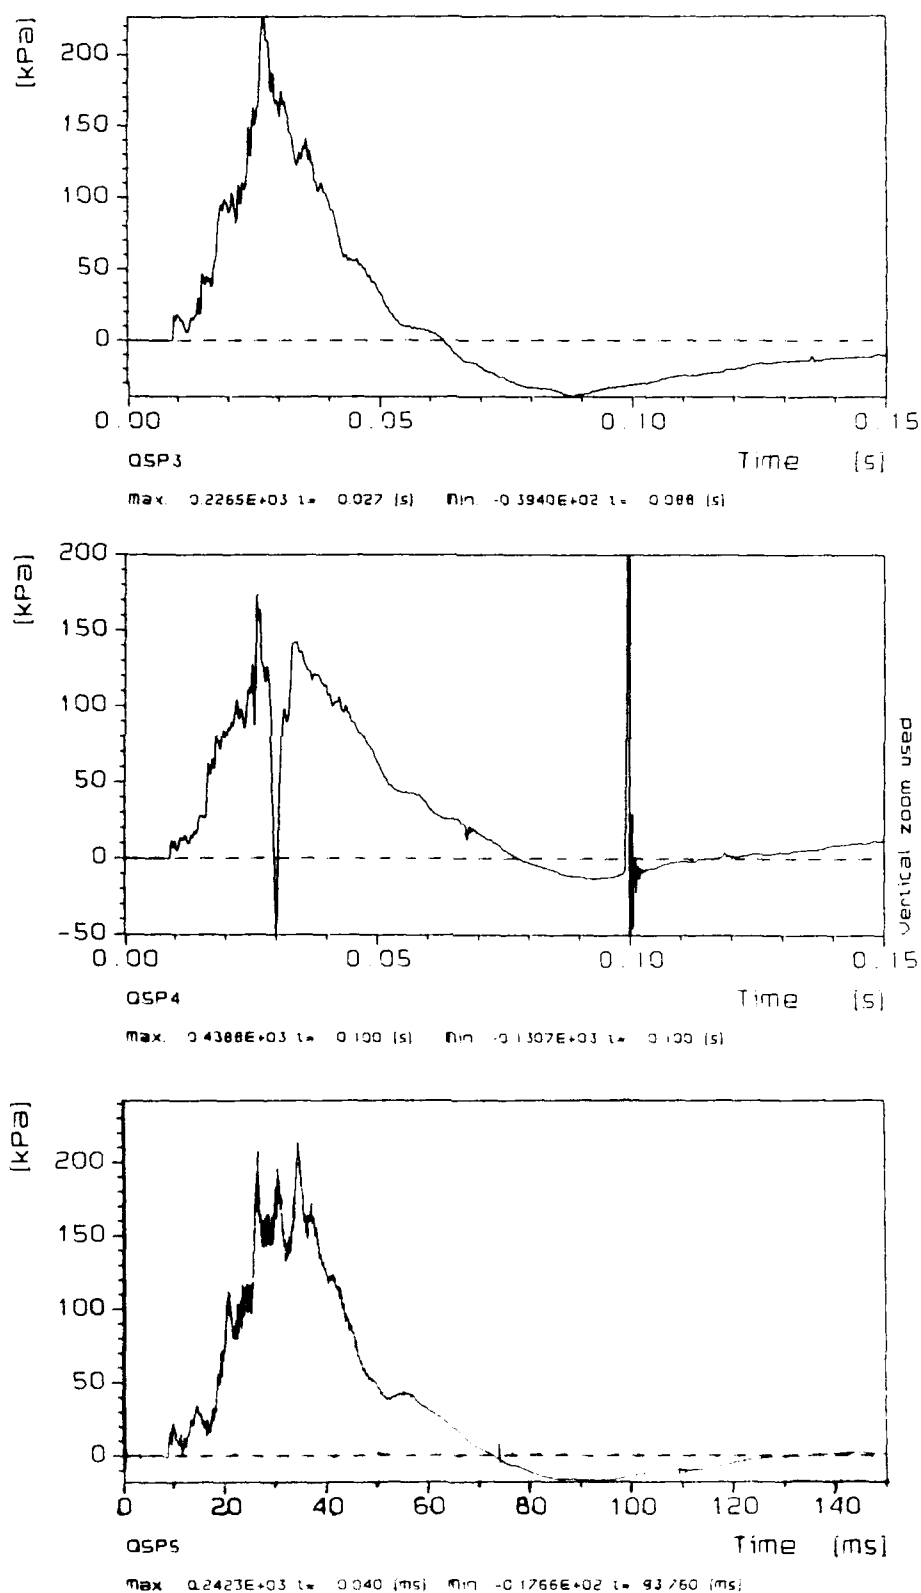 [kPa]
200
150
100
50
0
0.00 0.05 0.10 0.15
QSP3 Time [s]
Max. 0.2265E+03 t= 0.027 [s] Min. -0.3940E+02 t= 0.088 [s]
[kPa]
200
150
100
50
0
-50
0.00 0.05 0.10 0.15
Vertical zoom used
QSP4 Time [s]
Max. 0.4388E+03 t= 0.100 [s] Min -0.1307E+03 t= 0.100 [s]
[kPa]
200
150
100
50
0
0 20 40 60 80 100 120 140
QSP5 Time [ms]
Max 0.2423E+03 t= 0.040 [ms] Min -0.1766E+02 t= 93.760 [ms]